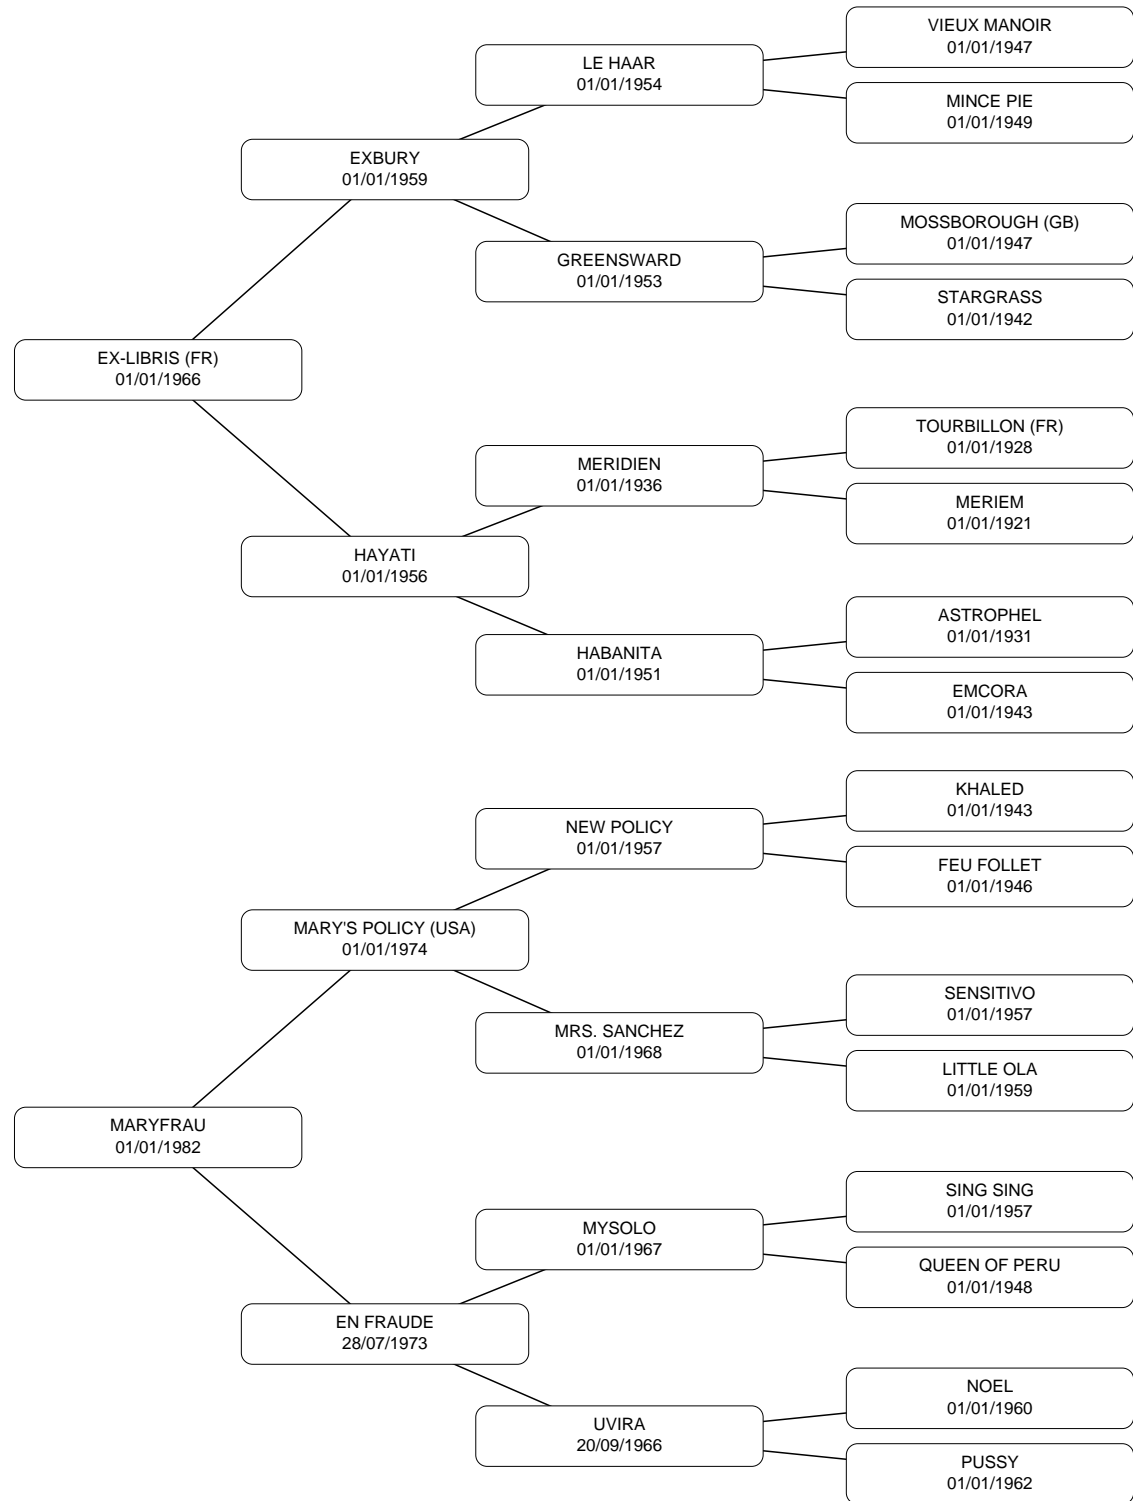 VIEUX MANOIR
01/01/1947
LE HAAR
01/01/1954
MINCE PIE
01/01/1949
EXBURY
01/01/1959
MOSSBOROUGH (GB)
01/01/1947
GREENSWARD
01/01/1953
STARGRASS
01/01/1942
EX-LIBRIS (FR)
01/01/1966
TOURBILLON (FR)
01/01/1928
MERIDIEN
01/01/1936
MERIEM
01/01/1921
HAYATI
01/01/1956
ASTROPHEL
01/01/1931
HABANITA
01/01/1951
EMCORA
01/01/1943
KHALED
01/01/1943
NEW POLICY
01/01/1957
FEU FOLLET
01/01/1946
MARY'S POLICY (USA)
01/01/1974
SENSITIVO
01/01/1957
MRS. SANCHEZ
01/01/1968
LITTLE OLA
01/01/1959
MARYFRAU
01/01/1982
SING SING
01/01/1957
MYSOLO
01/01/1967
QUEEN OF PERU
01/01/1948
EN FRAUDE
28/07/1973
NOEL
01/01/1960
UVIRA
20/09/1966
PUSSY
01/01/1962